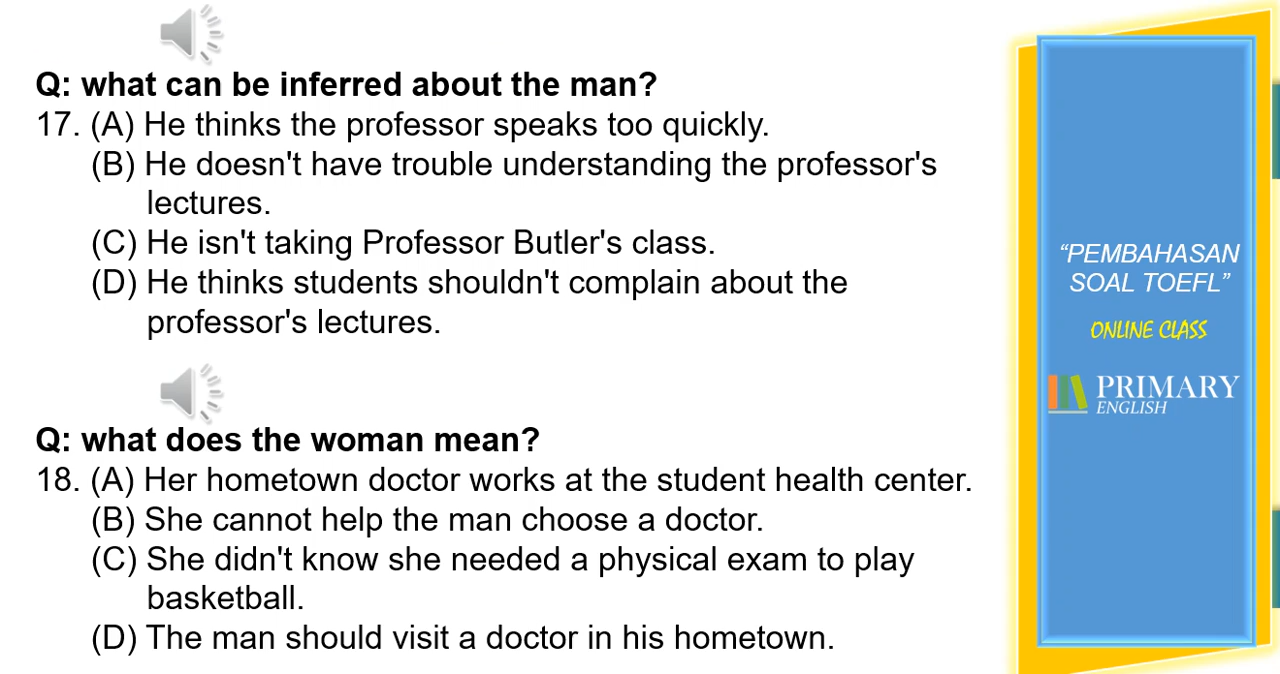 Q: what can be inferred about the man?
17. (A) He thinks the professor speaks too quickly.
(B) He doesn't have trouble understanding the professor's
lectures.
(C) He isn't taking Professor Butler's class.
(D) He thinks students shouldn't complain about the
professor's lectures.
Q: what does the woman mean?
18. (A) Her hometown doctor works at the student health center.
(B) She cannot help the man choose a doctor.
(C) She didn't know she needed a physical exam to play
basketball.
(D) The man should visit a doctor in his hometown.
“PEMBAHASAN
SOAL TOEFL”
ONLINE CLASS
PRIMARY
ENGLISH